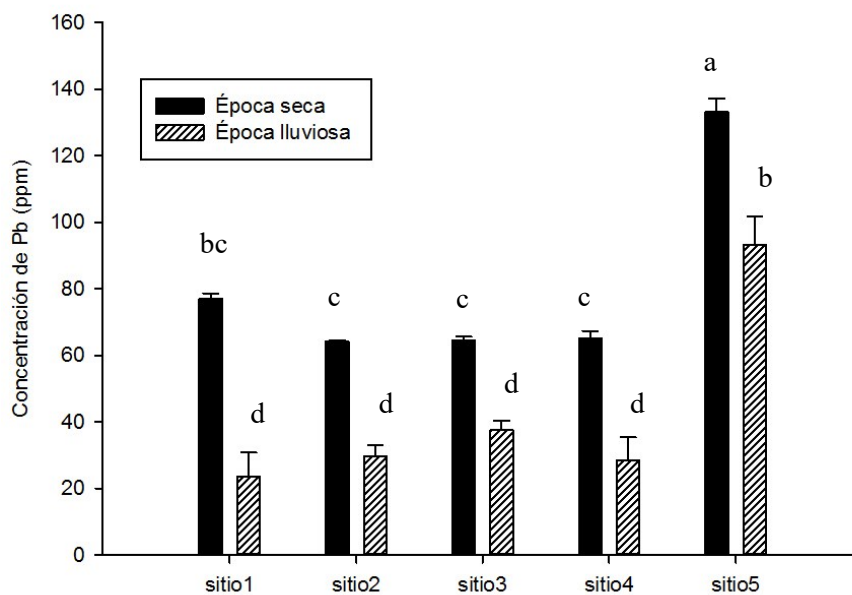 160
140
120
100
80
60
40
20
0
Concentración de Pb (ppm)
Época seca
Época lluviosa
a
b
bc
c
c
c
d
d
d
d
sitio1
sitio2
sitio3
sitio4
sitio5